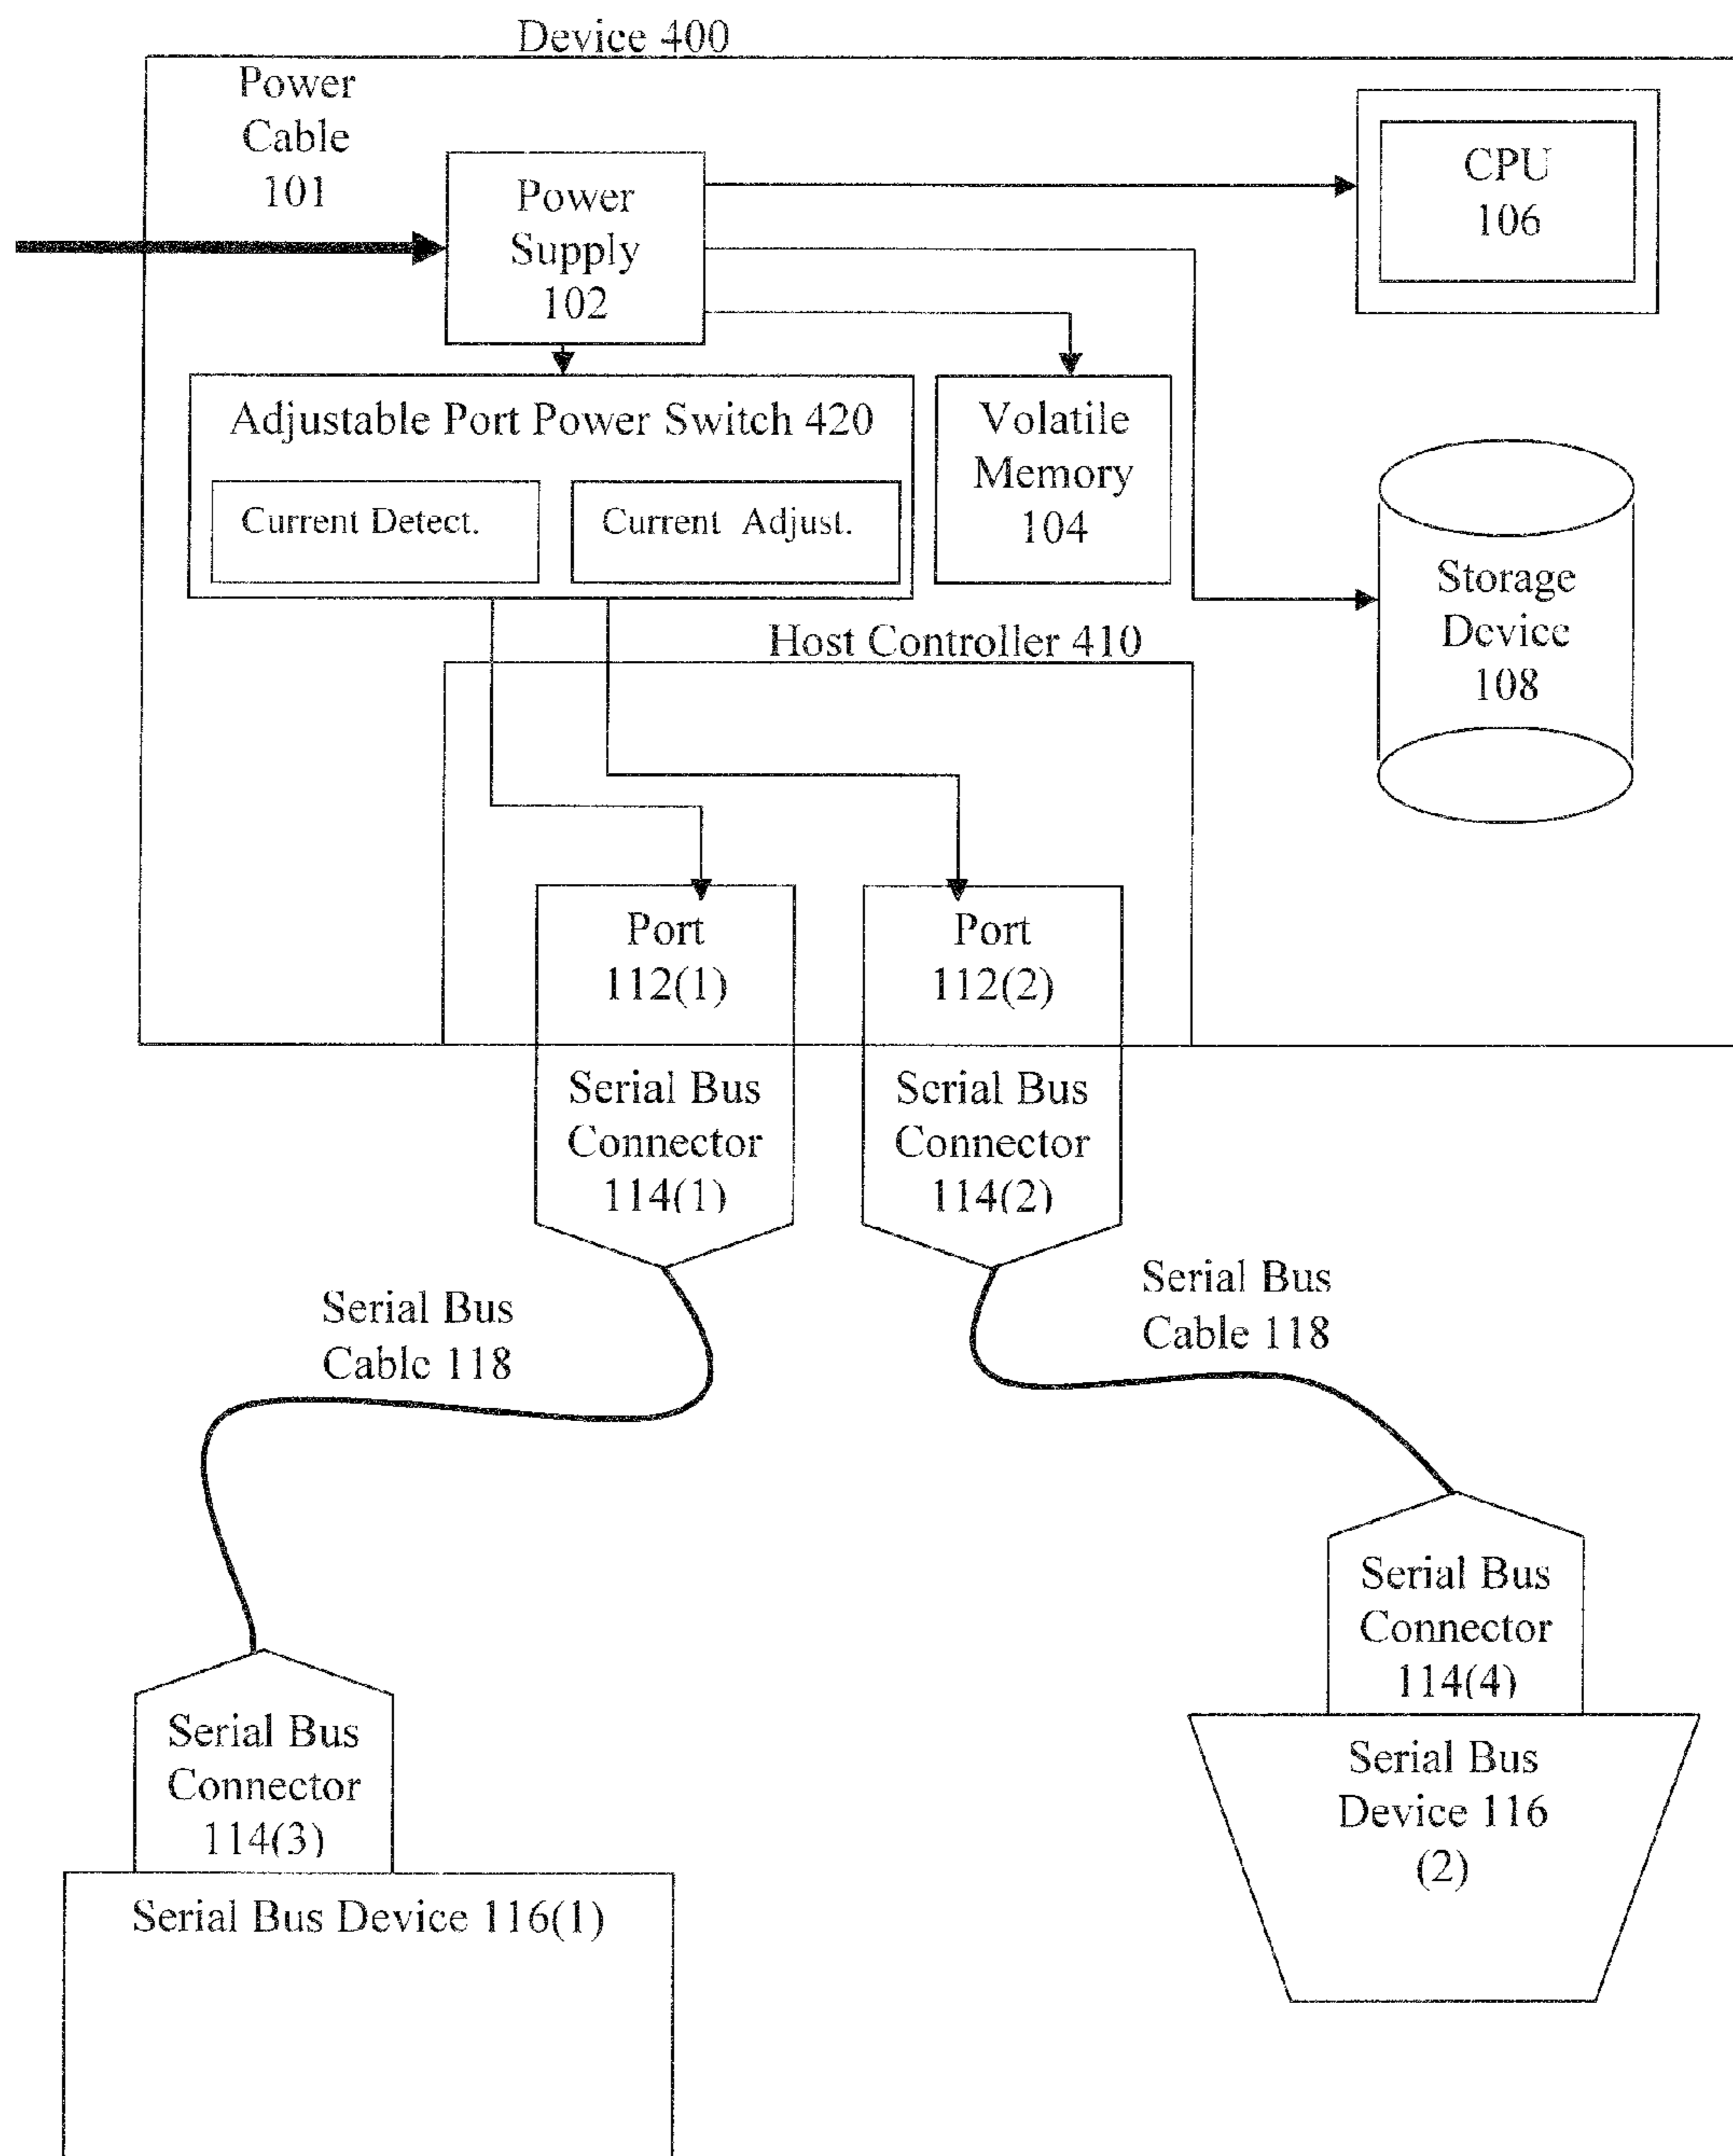 Device 400
Power
Cable
101
Power
Supply
102
CPU
106
Adjustable Port Power Switch 420
Current Detect.
Current Adjust.
Volatile
Memory
104
Storage
Device
108
Host Controller 410
Port
112(1)
Port
112(2)
Serial Bus
Connector
114(1)
Serial Bus
Connector
114(2)
Serial Bus
Cable 118
Serial Bus
Cable 118
Serial Bus
Connector
114(4)
Serial Bus
Device 116
(2)
Serial Bus
Connector
114(3)
Serial Bus Device 116(1)